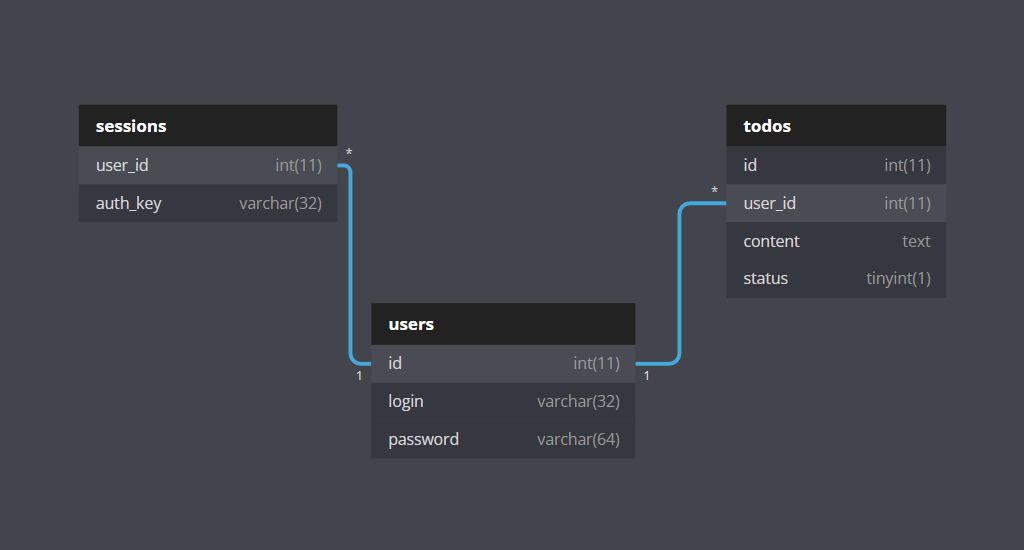 sessions
user_id int(11)
auth_key varchar(32)
*
todos
id int(11)
*
user_id int(11)
content text
status tinyint(1)
users
id int(11)
1
1
login varchar(32)
password varchar(64)